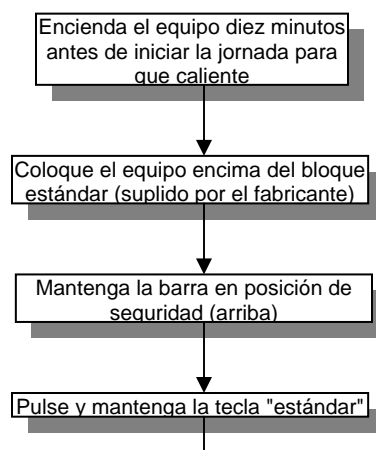 Encienda el equipo diez minutos
antes de iniciar la jornada para
que caliente
Coloque el equipo encima del bloque
estándar (suplido por el fabricante)
Mantenga la barra en posición de
seguridad (arriba)
Pulse y mantenga la tecla "estándar"